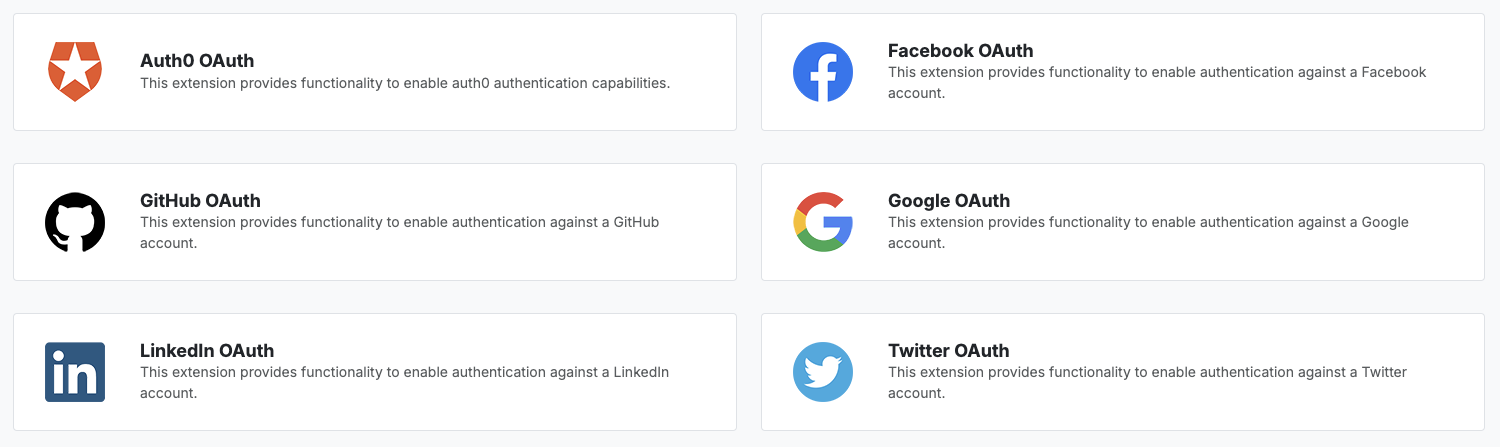 Auth0 OAuth
This extension provides functionality to enable auth0 authentication capabilities.
Facebook OAuth
This extension provides functionality to enable authentication against a Facebook
account.
GitHub OAuth
This extension provides functionality to enable authentication against a GitHub
account.
Google OAuth
This extension provides functionality to enable authentication against a Google
account.
LinkedIn OAuth
This extension provides functionality to enable authentication against a LinkedIn
account.
Twitter OAuth
This extension provides functionality to enable authentication against a Twitter
account.